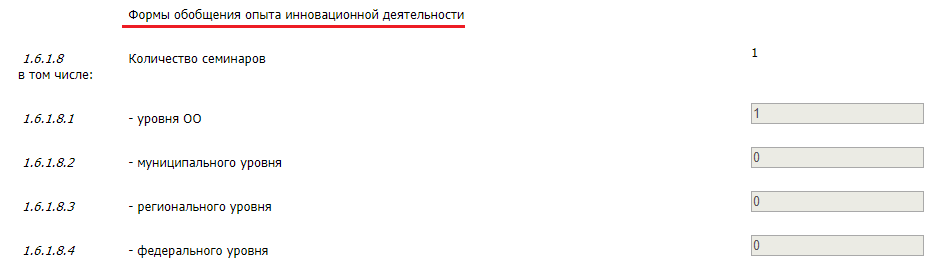 Формы обобщения опыта инновационной деятельности
1.6.1.8 Количество семинаров 1
в том числе:
1.6.1.8.1 - уровня ОО 1
1.6.1.8.2 - муниципального уровня 0
1.6.1.8.3 - регионального уровня 0
1.6.1.8.4 - федерального уровня 0